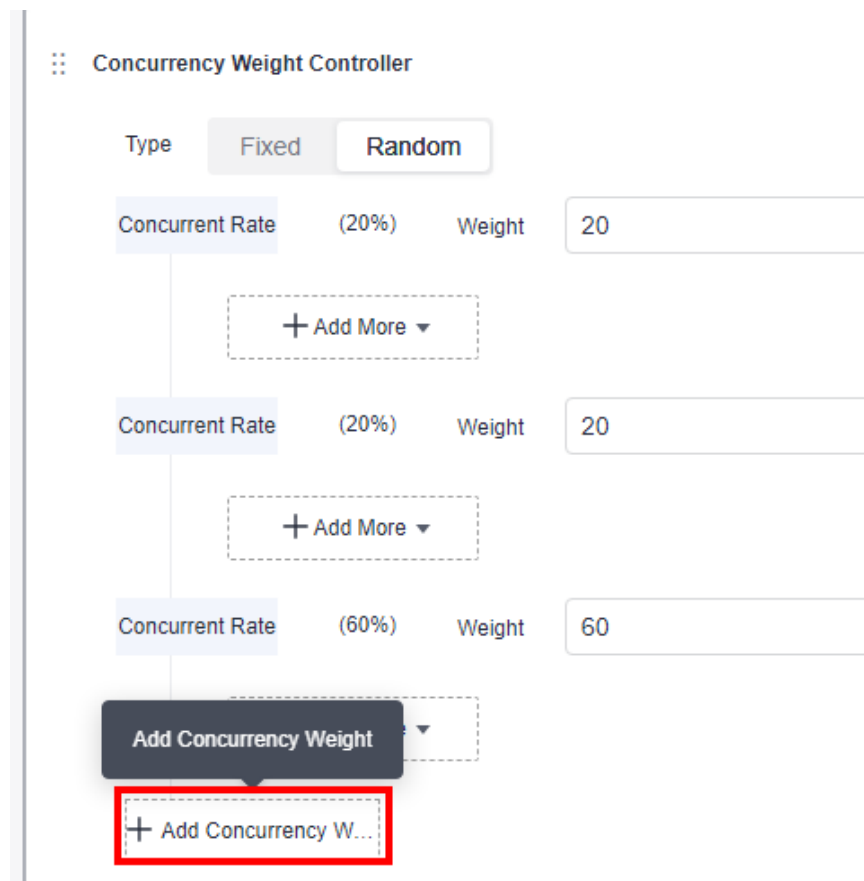 Concurrency Weight Controller
Type Fixed Random
Concurrent Rate (20%) Weight 20
+ Add More
Concurrent Rate (20%) Weight 20
+ Add More
Concurrent Rate (60%) Weight 60
Add Concurrency Weight
+ Add Concurrency W...